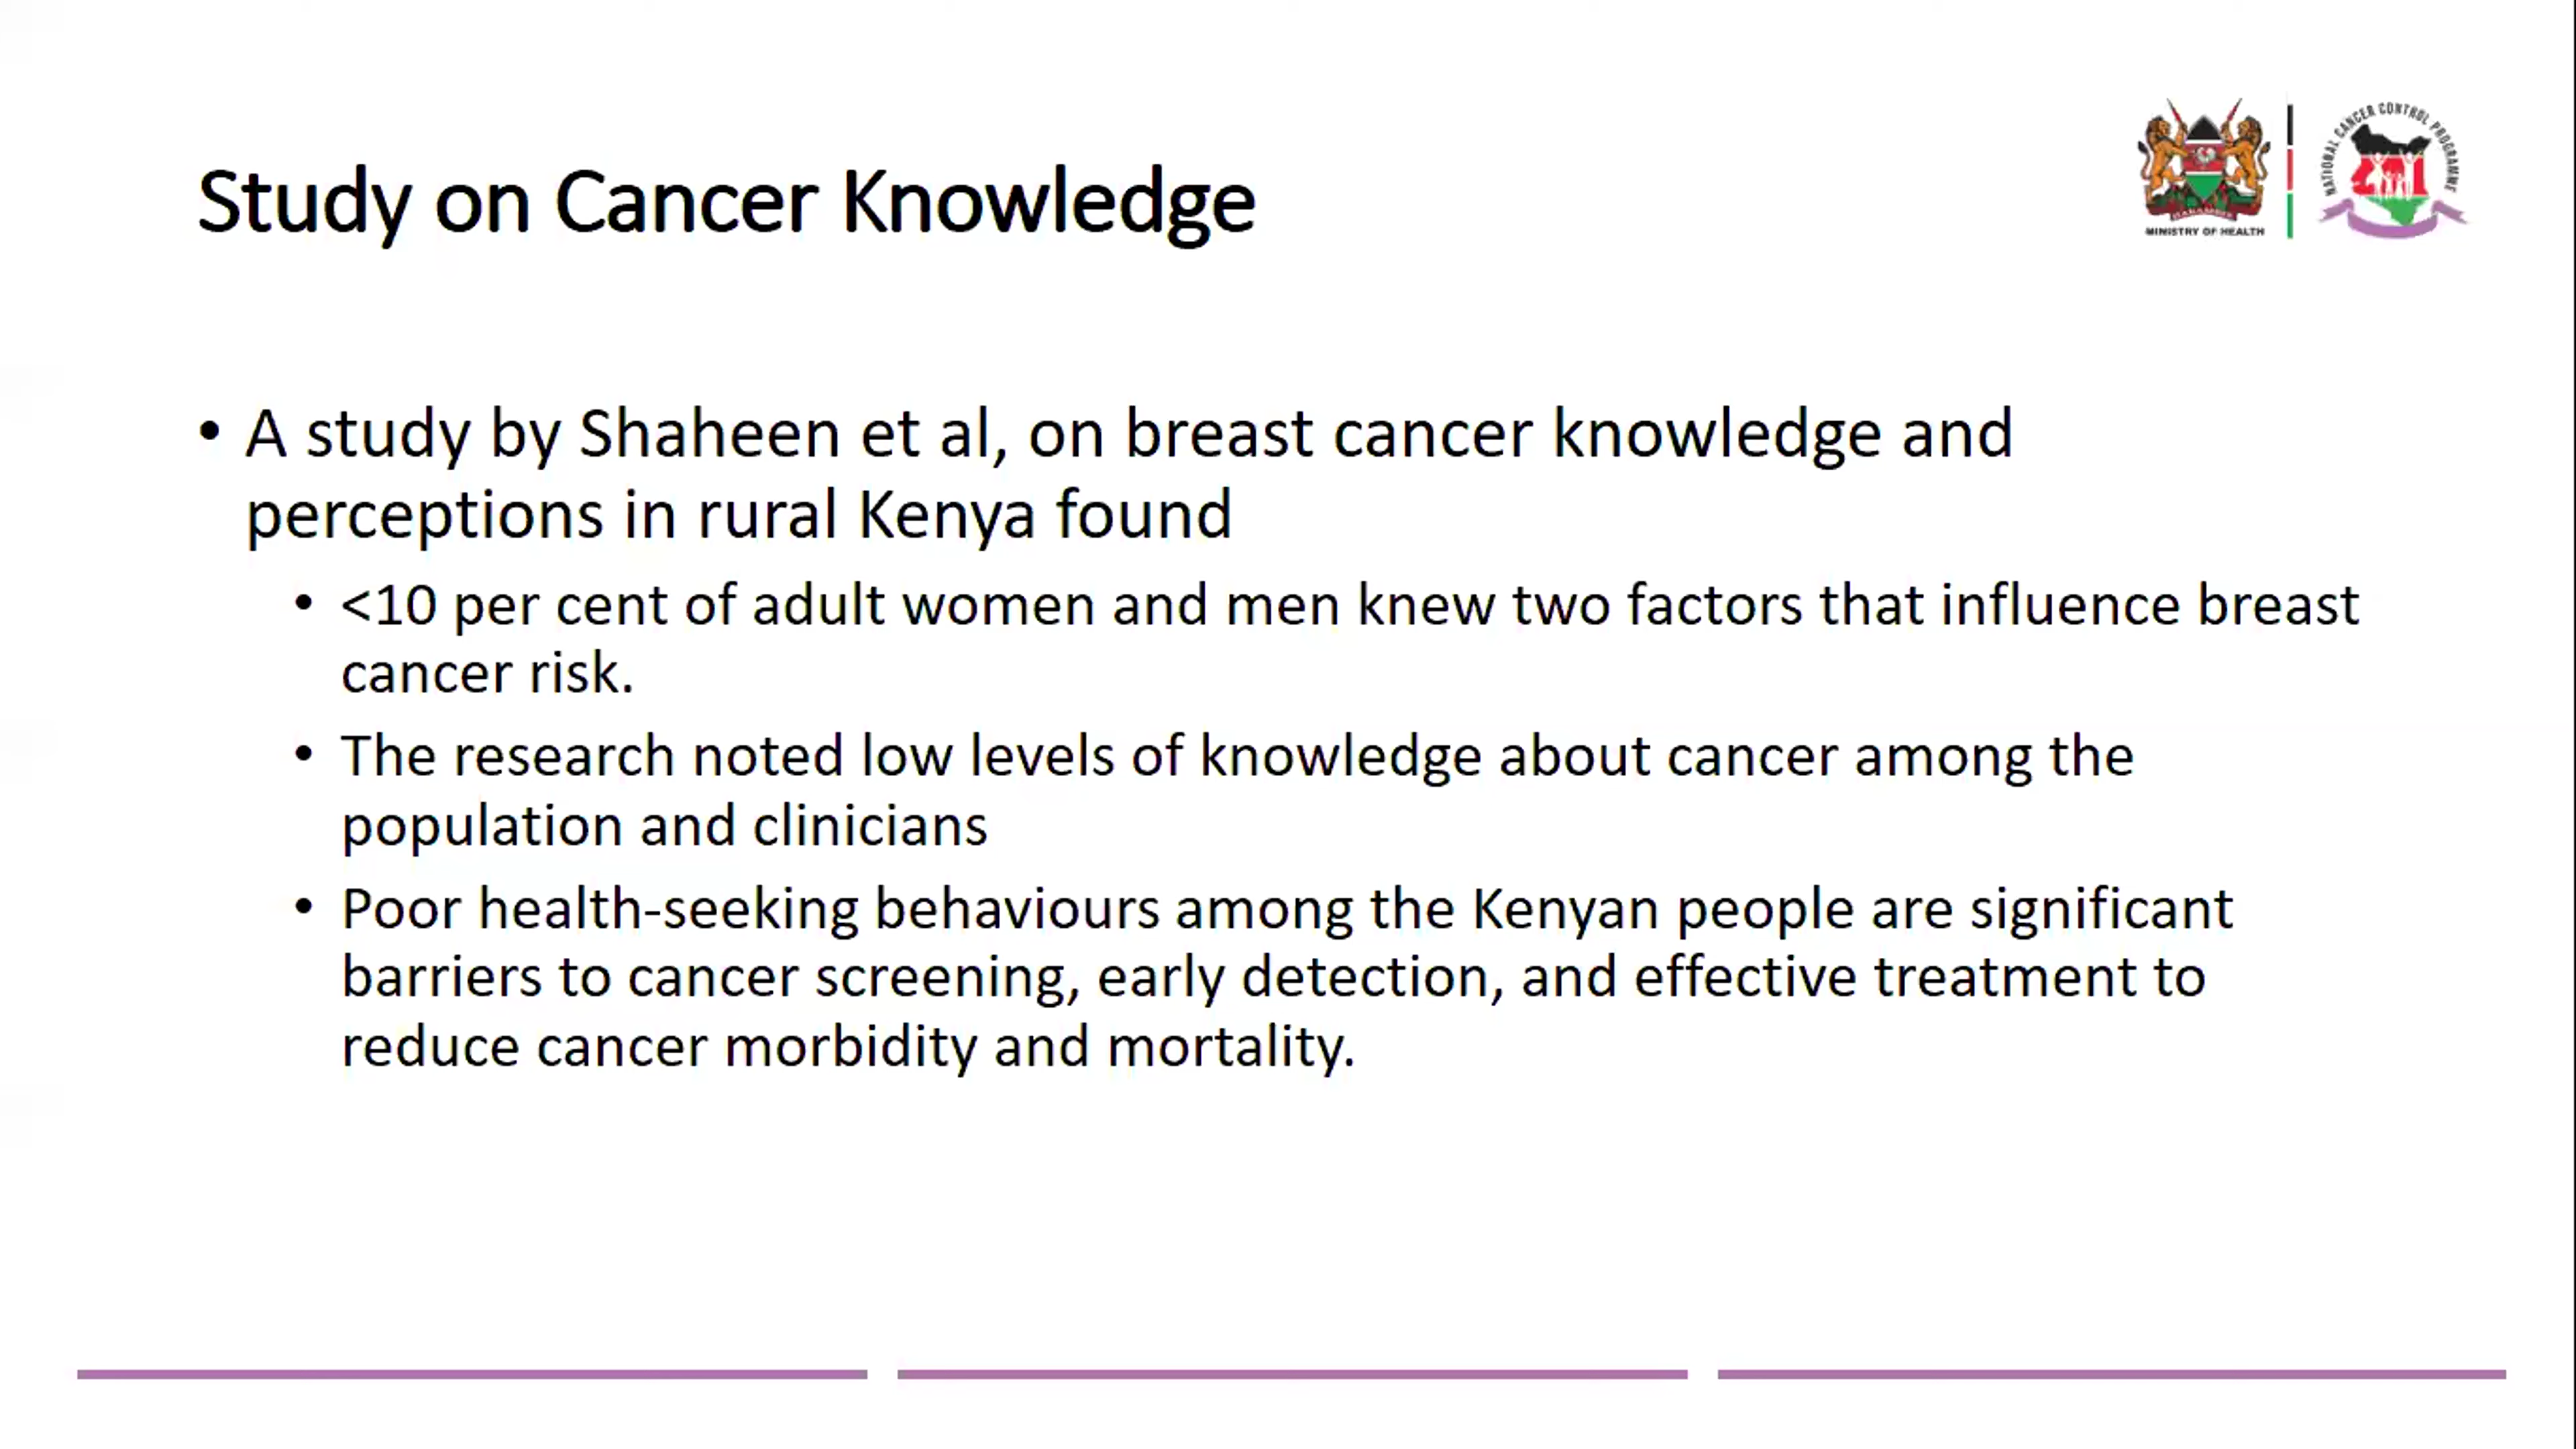 NATIONAL CANCER CONTROL PROGRAMME
MINISTRY OF HEALTH
Study on Cancer Knowledge
• A study by Shaheen et al, on breast cancer knowledge and
perceptions in rural Kenya found
• <10 per cent of adult women and men knew two factors that influence breast
cancer risk.
• The research noted low levels of knowledge about cancer among the
population and clinicians
• Poor health-seeking behaviours among the Kenyan people are significant
barriers to cancer screening, early detection, and effective treatment to
reduce cancer morbidity and mortality.